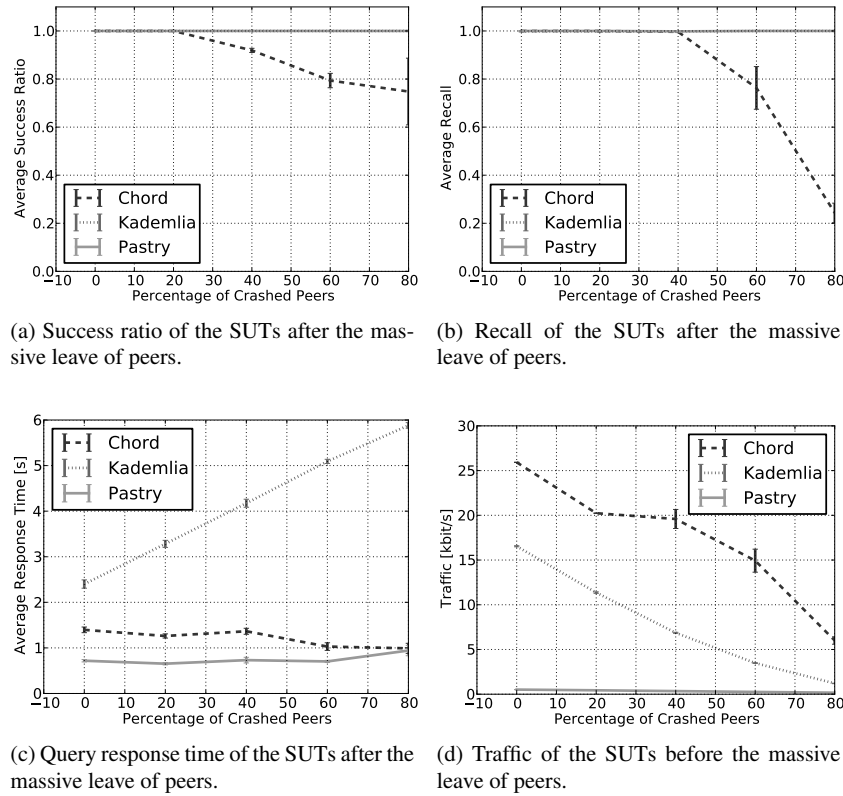 1.0
0.8
0.6
0.4
0.2
0.0
Average Success Ratio
Chord
Kademlia
Pastry
−10 0 10 20 30 40 50 60 70 80
Percentage of Crashed Peers
(a) Success ratio of the SUTs after the mas-
sive leave of peers.
1.0
0.8
0.6
0.4
0.2
0.0
Average Recall
Chord
Kademlia
Pastry
−10 0 10 20 30 40 50 60 70 80
Percentage of Crashed Peers
(b) Recall of the SUTs after the massive
leave of peers.
6
5
4
3
2
1
0
Average Response Time [s]
Chord
Kademlia
Pastry
−10 0 10 20 30 40 50 60 70 80
Percentage of Crashed Peers
(c) Query response time of the SUTs after the
massive leave of peers.
30
25
20
15
10
5
0
Traffic [kbit/s]
Chord
Kademlia
Pastry
−10 0 10 20 30 40 50 60 70 80
Percentage of Crashed Peers
(d) Traffic of the SUTs before the massive
leave of peers.